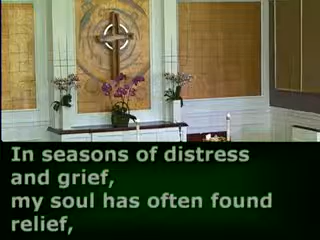 In seasons of distress
and grief,
my soul has often found
relief,